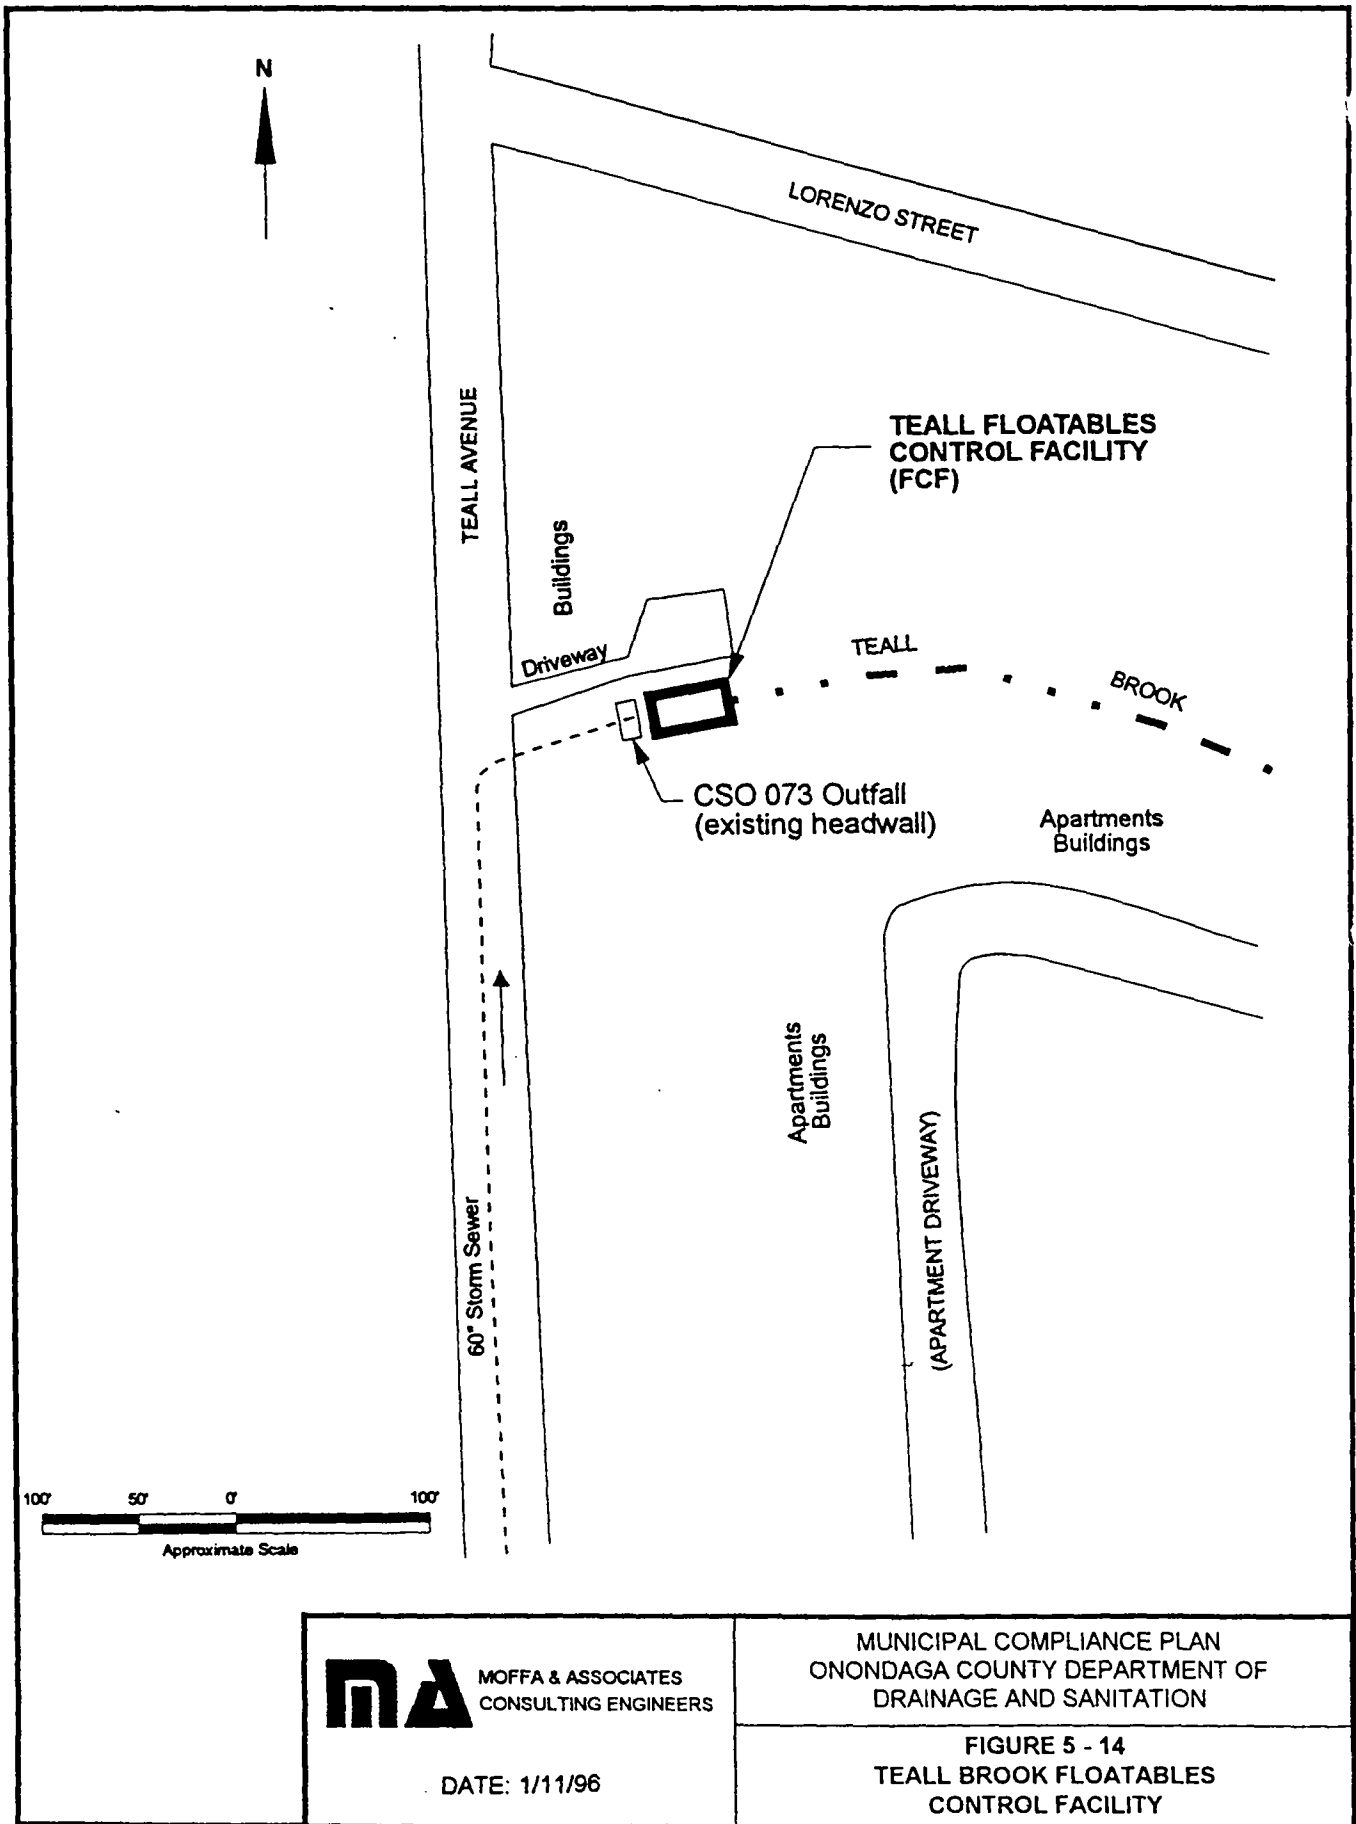 N
LORENZO STREET
TEALL AVENUE
TEALL FLOATABLES
CONTROL FACILITY
(FCF)
Buildings
Driveway
TEALL
BROOK
CSO 073 Outfall
(existing headwall)
Apartments
Buildings
Apartments
Buildings
(APARTMENT DRIVEWAY)
60" Storm Sewer
100' 50' 0' 100'
Approximate Scale
MA
MOFFA & ASSOCIATES
CONSULTING ENGINEERS
DATE: 1/11/96
MUNICIPAL COMPLIANCE PLAN
ONONDAGA COUNTY DEPARTMENT OF
DRAINAGE AND SANITATION
FIGURE 5 - 14
TEALL BROOK FLOATABLES
CONTROL FACILITY